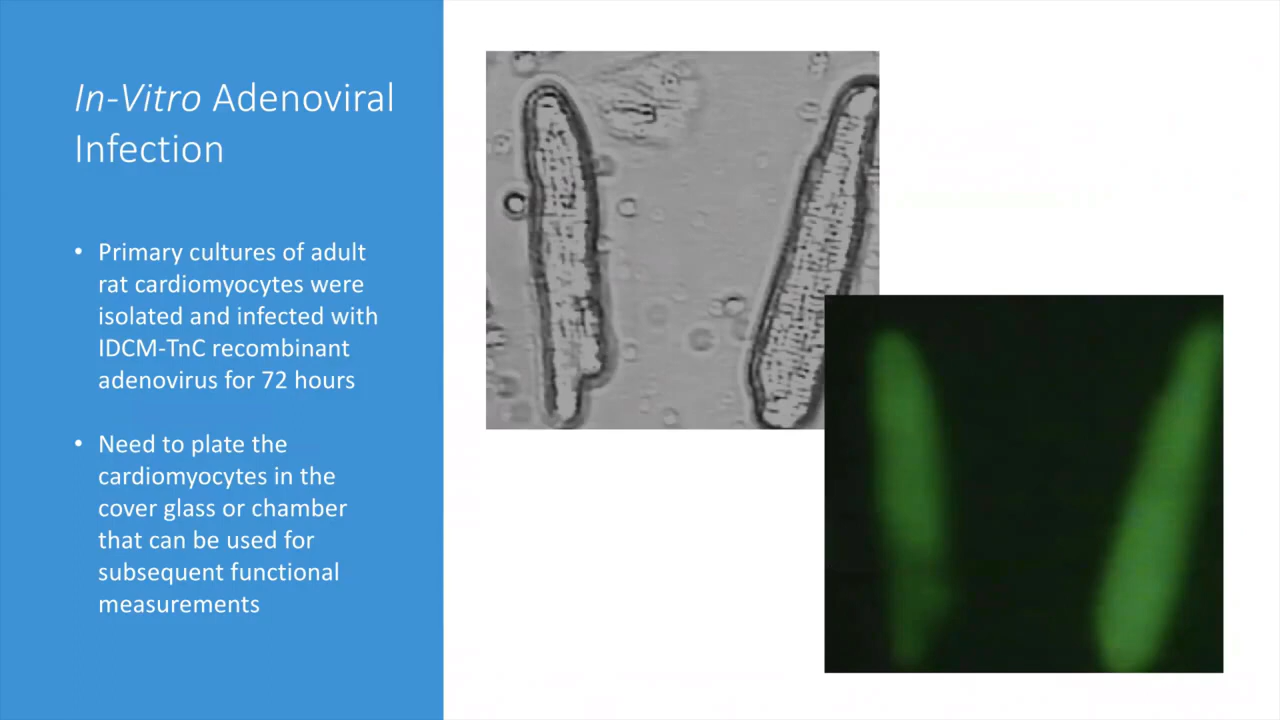 In-Vitro Adenoviral
Infection
• Primary cultures of adult
rat cardiomyocytes were
isolated and infected with
IDCM-TnC recombinant
adenovirus for 72 hours
• Need to plate the
cardiomyocytes in the
cover glass or chamber
that can be used for
subsequent functional
measurements